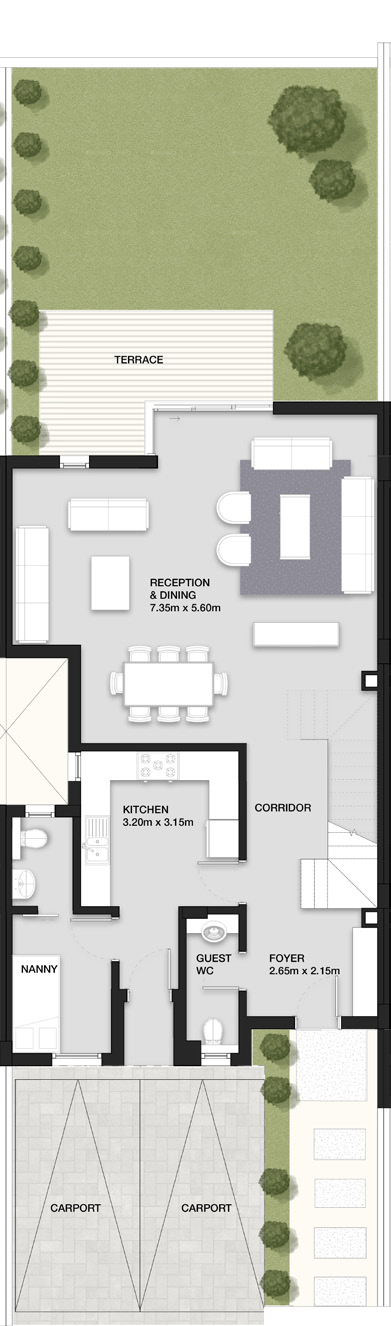 TERRACE
RECEPTION
& DINING
7.35m x 5.60m
KITCHEN
3.20m x 3.15m
CORRIDOR
NANNY
GUEST
WC
FOYER
2.65m x 2.15m
CARPORT
CARPORT